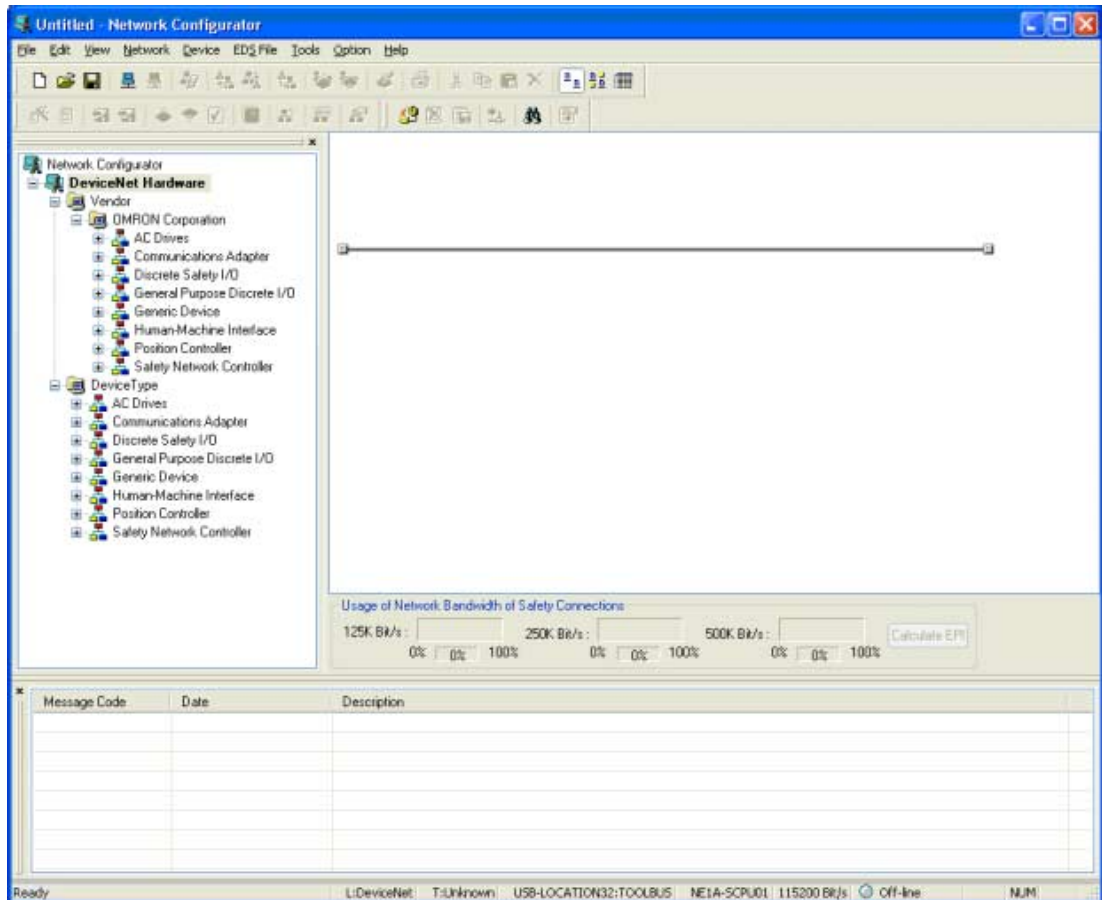 Untitled - Network Configurator
File Edit View Network Device EDS File Tools Option Help
Network Configurator
DeviceNet Hardware
Vendor
OMRON Corporation
AC Drives
Communications Adapter
Discrete Safety I/O
General Purpose Discrete I/O
Generic Device
Human-Machine Interface
Position Controller
Safety Network Controller
DeviceType
AC Drives
Communications Adapter
Discrete Safety I/O
General Purpose Discrete I/O
Generic Device
Human-Machine Interface
Position Controller
Safety Network Controller
Usage of Network Bandwidth of Safety Connections
125K Bit/s : 250K Bit/s : 500K Bit/s : Calculate EPI
0% 0% 100% 0% 0% 100% 0% 0% 100%
Message Code Date Description
Ready L:DeviceNet T:Unknown USB-LOCATION32:TOOLBUS NE1A-SCPU01 115200 Bit/s Off-line NUM